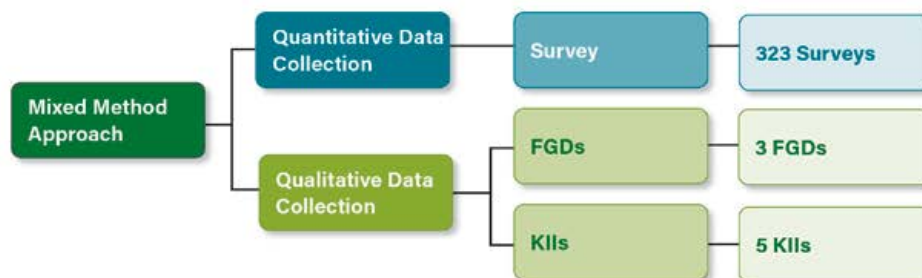 Quantitative Data
Collection
Survey
323 Surveys
Mixed Method
Approach
FGDs
3 FGDs
Qualitative Data
Collection
KIIs
5 KIIs